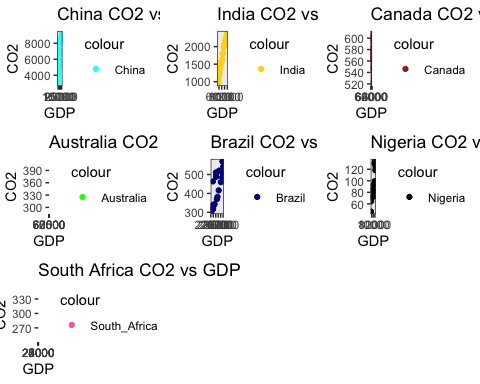 China CO2 vs
India CO2 vs
Canada CO2 v
8000
6000
4000
CO2
colour
China
GDP
2000
1500
1000
CO2
colour
India
GDP
600
580
560
540
520
CO2
colour
Canada
GDP
Australia CO2
Brazil CO2 vs
Nigeria CO2 v
390
360
330
300
CO2
colour
Australia
GDP
500
400
300
CO2
colour
Brazil
GDP
120
100
80
60
CO2
colour
Nigeria
GDP
South Africa CO2 vs GDP
330
300
270
CO2
colour
South_Africa
GDP